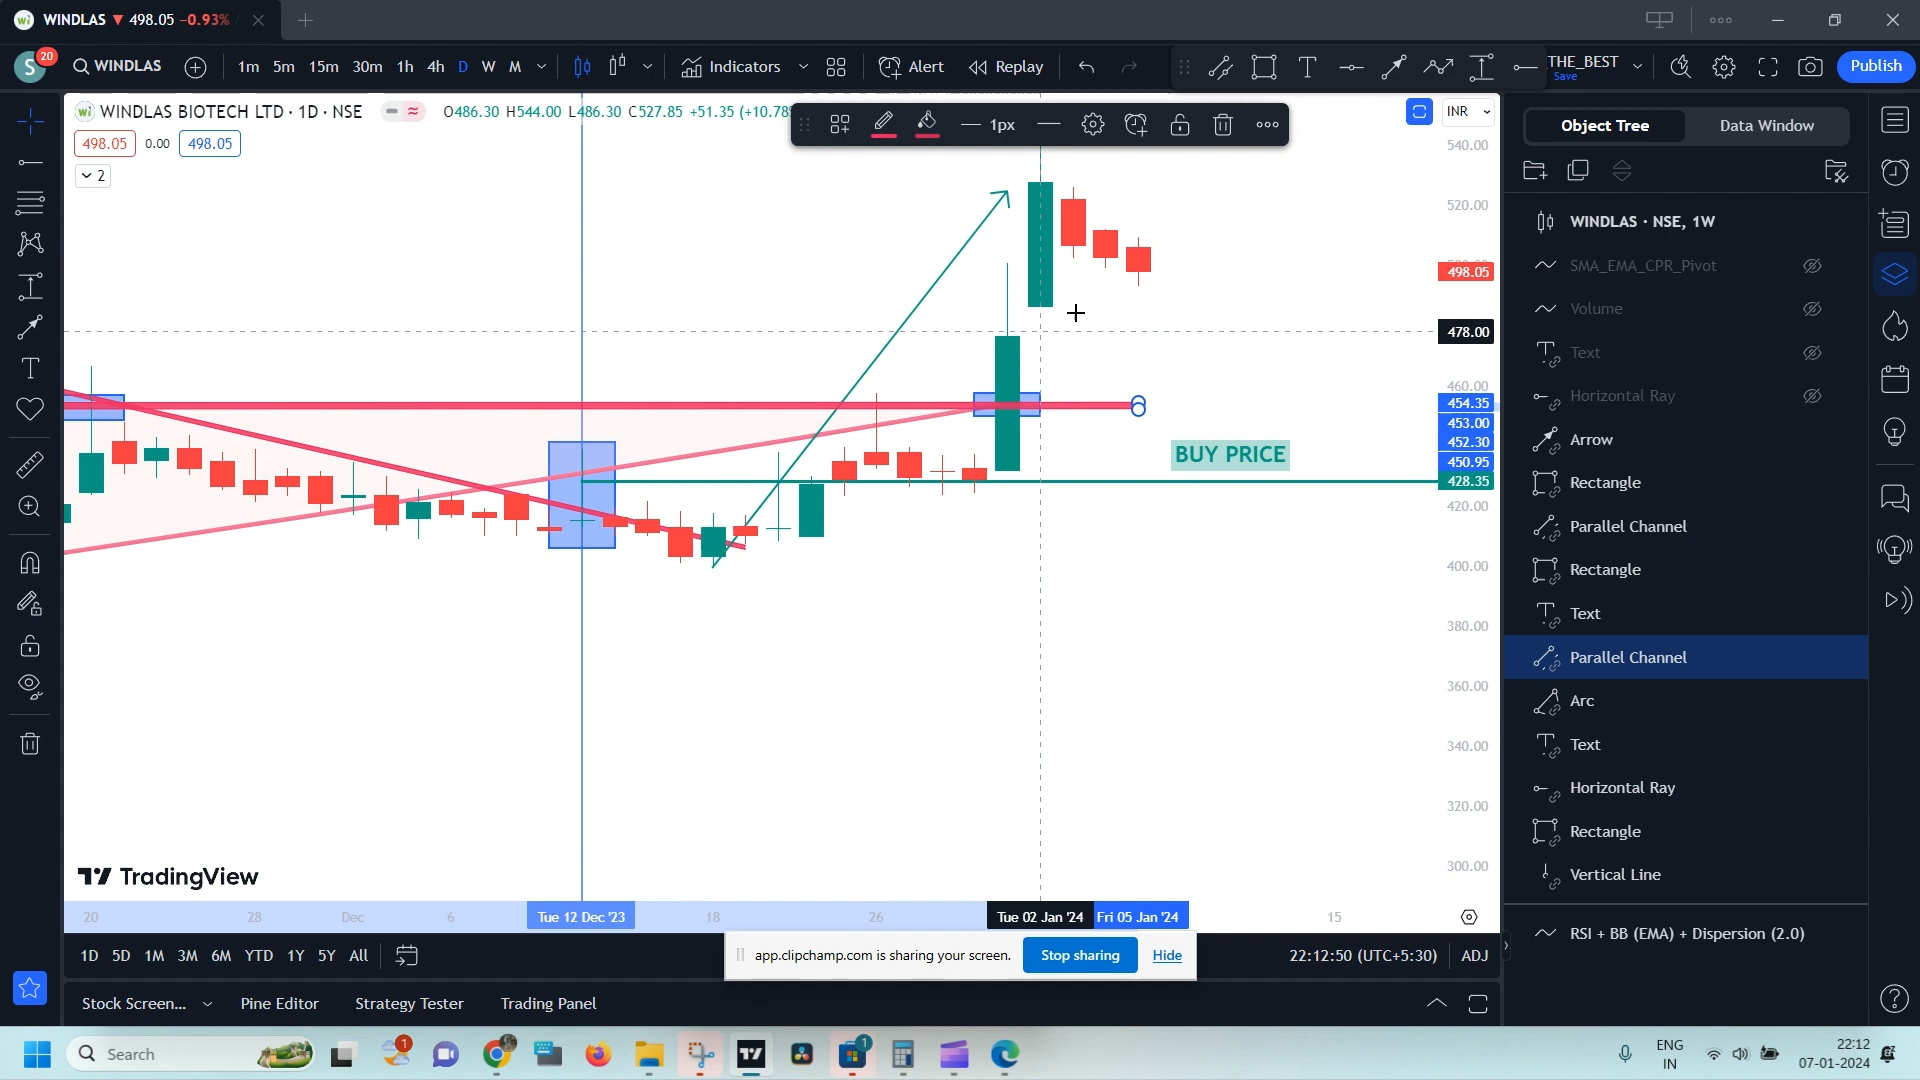 WINDLAS ▼ 498.05 −0.93% /
S 20 WINDLAS 1m 5m 15m 30m 1h 4h D W M Indicators Alert Replay THE_BEST Save Publish
WINDLAS BIOTECH LTD · 1D · NSE O486.30 H544.00 L486.30 C527.85 +51.35 (+10.78
1px
INR
498.05 0.00 498.05
2
540.00
520.00
498.05
478.00
460.00
454.35
453.00
452.30
450.95
BUY PRICE
428.35
420.00
400.00
380.00
360.00
340.00
320.00
300.00
TradingView
20 28 Dec 6 Tue 12 Dec '23 18 26 Tue 02 Jan '24 Fri 05 Jan '24 15
1D 5D 1M 3M 6M YTD 1Y 5Y All
app.clipchamp.com is sharing your screen. Stop sharing Hide
22:12:50 (UTC+5:30) ADJ
Stock Screen... Pine Editor Strategy Tester Trading Panel
Object Tree Data Window
WINDLAS · NSE, 1W
SMA_EMA_CPR_Pivot
Volume
Text
Horizontal Ray
Arrow
Rectangle
Parallel Channel
Rectangle
Text
Parallel Channel
Arc
Text
Horizontal Ray
Rectangle
Vertical Line
RSI + BB (EMA) + Dispersion (2.0)
Search
1
1
ENG
IN
22:12
07-01-2024